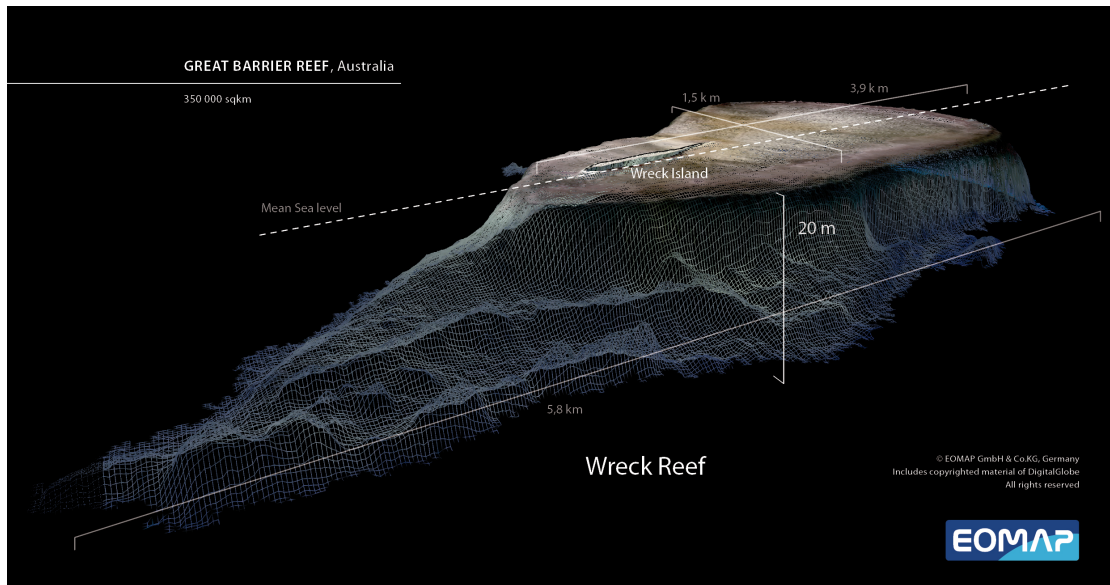 GREAT BARRIER REEF, Australia
350 000 sqkm
3,9 k m
1,5 k m
Wreck Island
Mean Sea level
20 m
5,8 km
Wreck Reef
© EOMAP GmbH & Co.KG, Germany
Includes copyrighted material of DigitalGlobe
All rights reserved
EOMAP